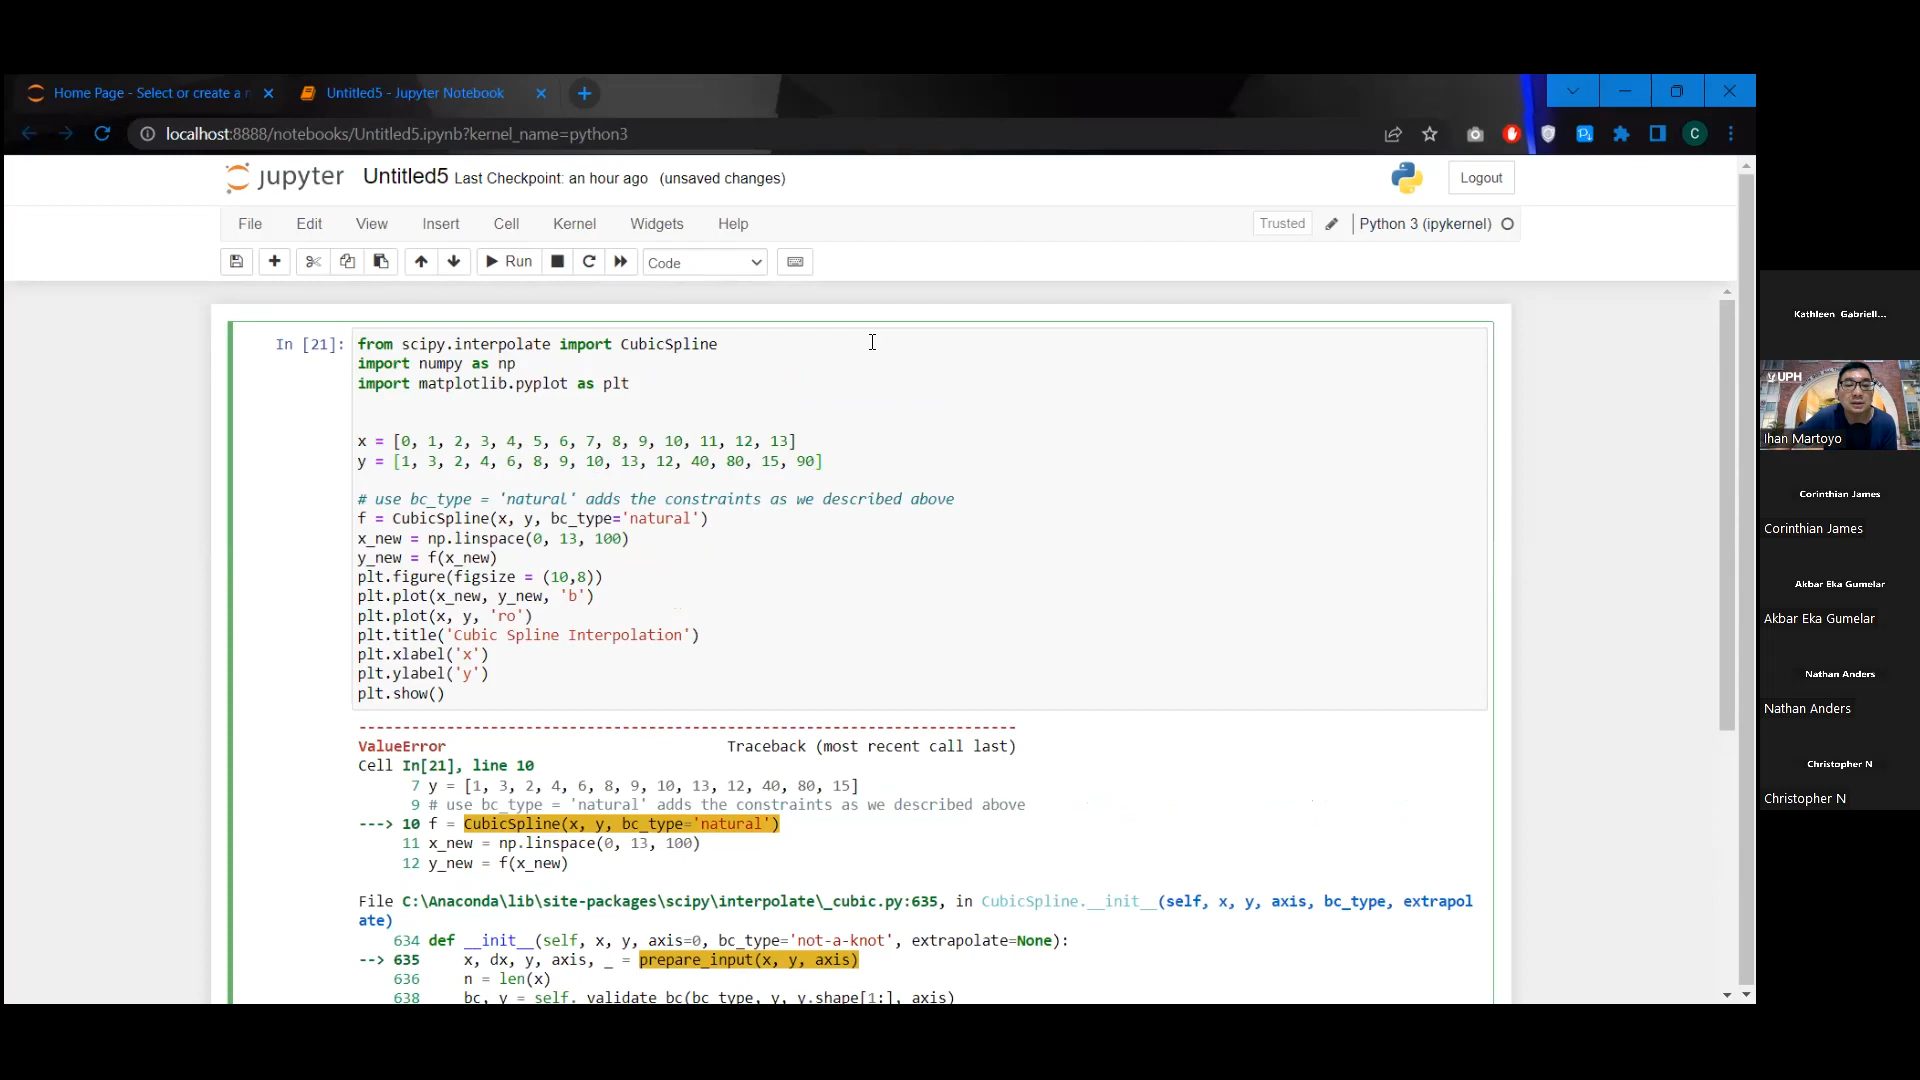 Home Page - Select or create a n
Untitled5 - Jupyter Notebook
localhost:8888/notebooks/Untitled5.ipynb?kernel_name=python3
C
jupyter Untitled5 Last Checkpoint: an hour ago (unsaved changes)
Logout
File Edit View Insert Cell Kernel Widgets Help
Trusted
Python 3 (ipykernel)
Run
Code
In [21]:
from scipy.interpolate import CubicSpline
import numpy as np
import matplotlib.pyplot as plt
x = [0, 1, 2, 3, 4, 5, 6, 7, 8, 9, 10, 11, 12, 13]
y = [1, 3, 2, 4, 6, 8, 9, 10, 13, 12, 40, 80, 15, 90]
# use bc_type = 'natural' adds the constraints as we described above
f = CubicSpline(x, y, bc_type='natural')
x_new = np.linspace(0, 13, 100)
y_new = f(x_new)
plt.figure(figsize = (10,8))
plt.plot(x_new, y_new, 'b')
plt.plot(x, y, 'ro')
plt.title('Cubic Spline Interpolation')
plt.xlabel('x')
plt.ylabel('y')
plt.show()
---------------------------------------------------------------------------
ValueError Traceback (most recent call last)
Cell In[21], line 10
7 y = [1, 3, 2, 4, 6, 8, 9, 10, 13, 12, 40, 80, 15]
9 # use bc_type = 'natural' adds the constraints as we described above
---> 10 f = CubicSpline(x, y, bc_type='natural')
11 x_new = np.linspace(0, 13, 100)
12 y_new = f(x_new)
File C:\Anaconda\lib\site-packages\scipy\interpolate\_cubic.py:635, in CubicSpline.__init__(self, x, y, axis, bc_type, extrapol
ate)
634 def __init__(self, x, y, axis=0, bc_type='not-a-knot', extrapolate=None):
--> 635 x, dx, y, axis, _ = prepare_input(x, y, axis)
636 n = len(x)
638 bc, y = self._validate_bc(bc_type, y, y.shape[1:], axis)
Kathleen Gabriell...
UPH
Ihan Martoyo
Corinthian James
Corinthian James
Akbar Eka Gumelar
Akbar Eka Gumelar
Nathan Anders
Nathan Anders
Christopher N
Christopher N